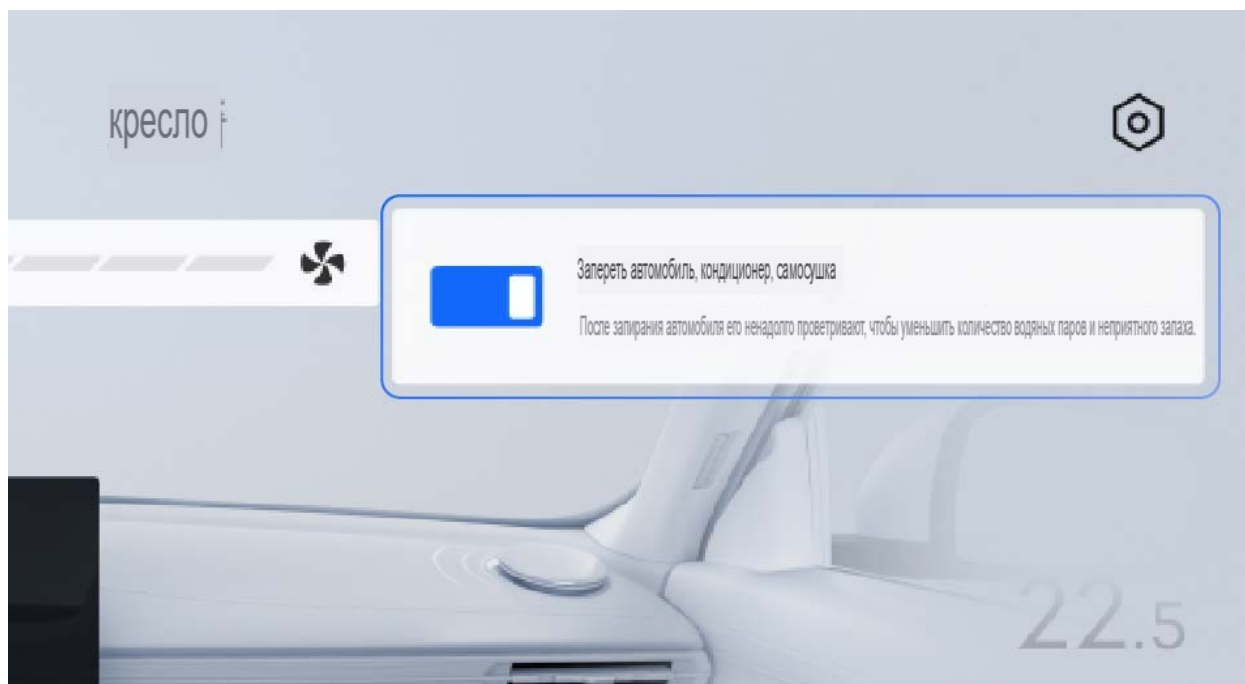 кресло
Запереть автомобиль, кондиционер, самосушка
После запирания автомобиля его ненадолго проветривают, чтобы уменьшить количество водяных паров и неприятного запаха.
22.5